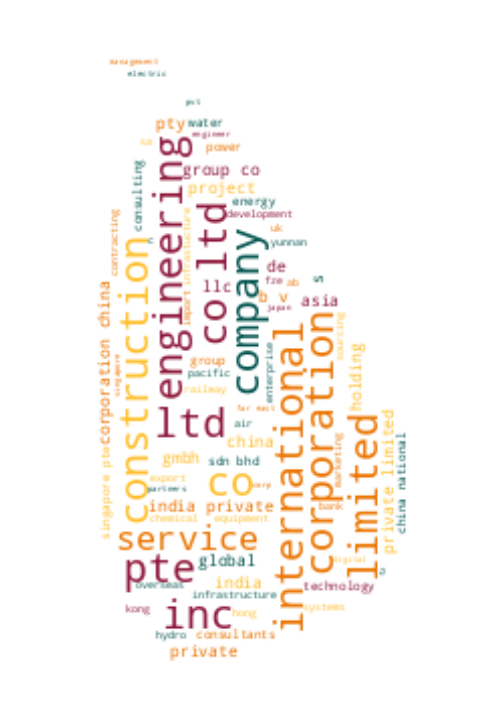 management
electric
pvt
pty
water
engineer
sa
power
engineering
group co
consulting
project
energy
co ltd
development
contracting
infrastructure
uk
company
yunnan
construction
de
fze
ab
llc
b v
asia
import
japan
corporation china
international
corporation
sourcing
singapore
group
pacific
enterprise
holding
railway
ltd
far east
limited
air
china
private limited
gmbh
sdn bhd
marketing
china national
singapore pte
export
partners
co
corp
india private
bank
chemical
equipment
service
global
digital
pte
overseas
india
technology
infrastructure
inc
kong
hong
systems
hydro
consultants
private